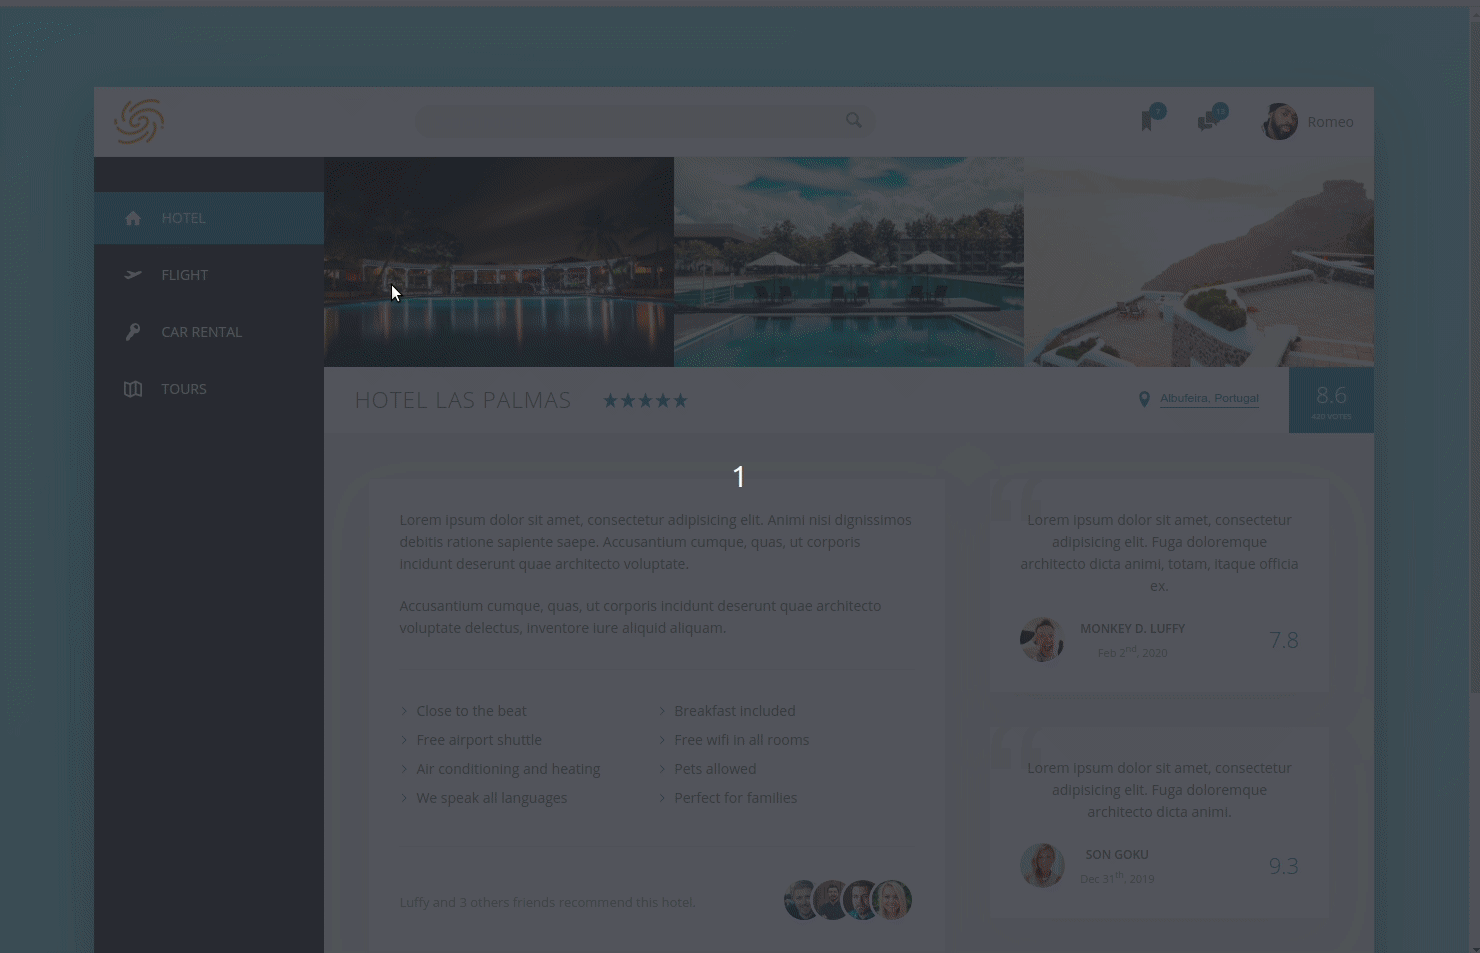 7
15
Romeo
HOTEL
FLIGHT
CAR RENTAL
TOURS
HOTEL LAS PALMAS
Albufeira, Portugal
8.6
VOTES
1
Lorem ipsum dolor sit amet, consectetur adipisicing elit. Animi nisi dignissimos
debitis ratione sapiente saepe. Accusantium cumque, quas, ut corporis
incidunt deserunt quae architecto voluptate.
Accusantium cumque, quas, ut corporis incidunt deserunt quae architecto
voluptate delectus, inventore iure aliquid aliquam.
Close to the beat
Free airport shuttle
Air conditioning and heating
We speak all languages
Breakfast included
Free wifi in all rooms
Pets allowed
Perfect for families
Luffy and 3 others friends recommend this hotel.
Lorem ipsum dolor sit amet, consectetur
adipisicing elit. Fuga doloremque
architecto dicta animi, totam, itaque officia
ex.
MONKEY D. LUFFY
Feb 2nd, 2020
7.8
Lorem ipsum dolor sit amet, consectetur
adipisicing elit. Fuga doloremque
architecto dicta animi.
SON GOKU
Dec 31th, 2019
9.3